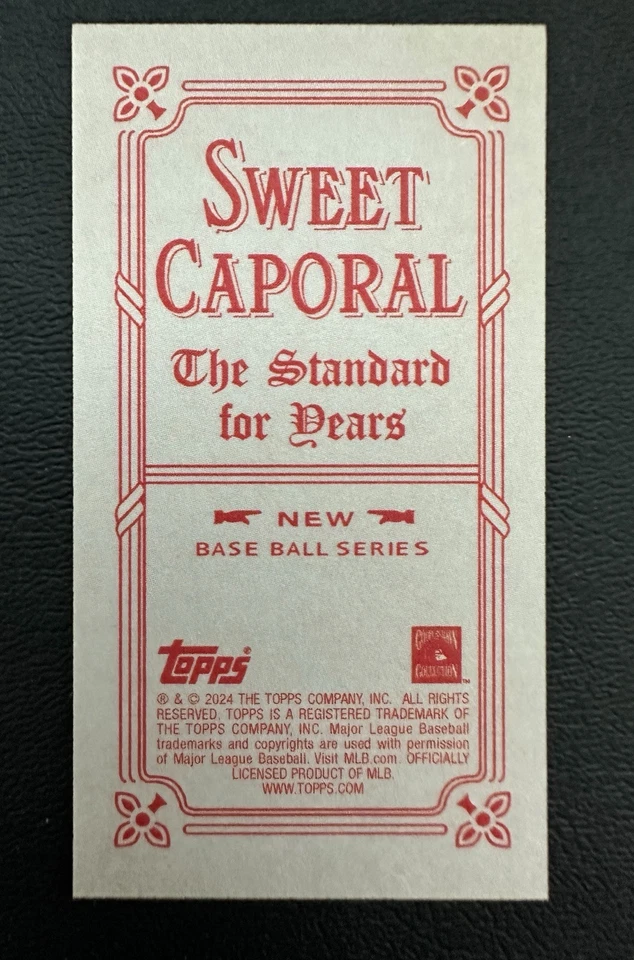 SWEET
CAPORAL
The Standard
for Years
NEW
BASE BALL SERIES
topps®
COOPERSTOWN
COLLECTION™
® & © 2024 THE TOPPS COMPANY, INC. ALL RIGHTS
RESERVED. TOPPS IS A REGISTERED TRADEMARK OF
THE TOPPS COMPANY, INC. Major League Baseball
trademarks and copyrights are used with permission
of Major League Baseball. Visit MLB.com. OFFICIALLY
LICENSED PRODUCT OF MLB.
WWW.TOPPS.COM